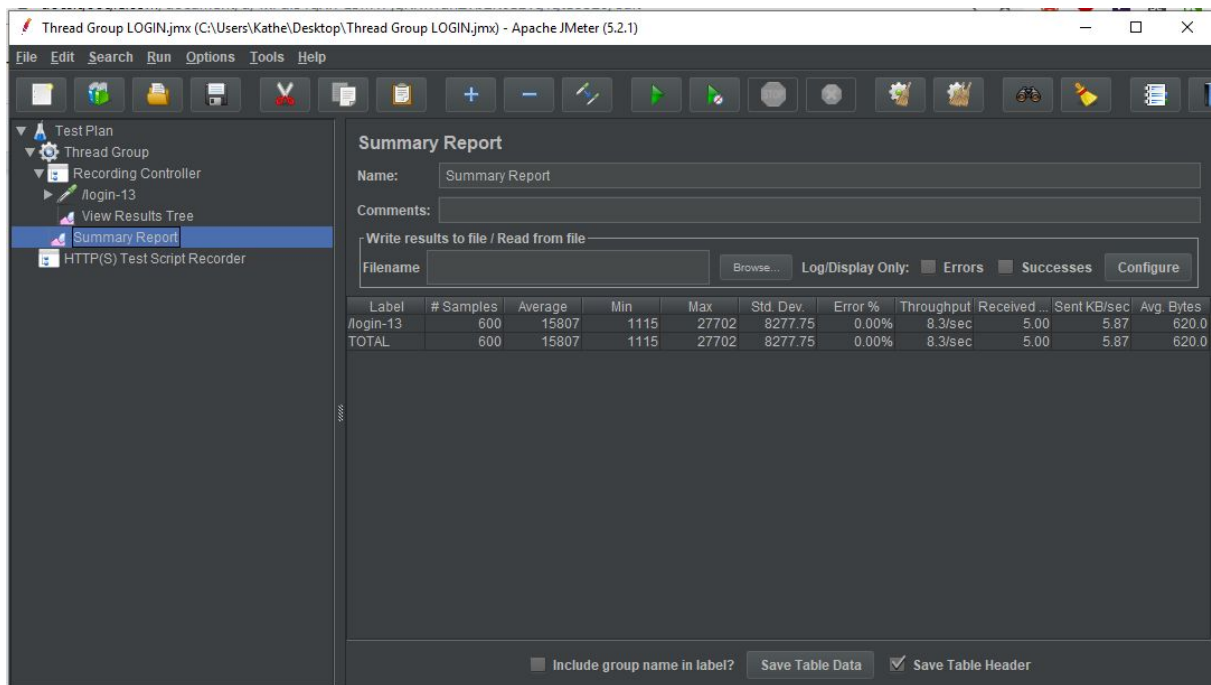 Thread Group LOGIN.jmx (C:\Users\Kathe\Desktop\Thread Group LOGIN.jmx) - Apache JMeter (5.2.1)
File Edit Search Run Options Tools Help
Test Plan
Thread Group
Recording Controller
/login-13
View Results Tree
Summary Report
HTTP(S) Test Script Recorder
Summary Report
Name: Summary Report
Comments:
Write results to file / Read from file
Filename Browse... Log/Display Only: Errors Successes Configure
Label # Samples Average Min Max Std. Dev. Error % Throughput Received ... Sent KB/sec Avg. Bytes
/login-13 600 15807 1115 27702 8277.75 0.00% 8.3/sec 5.00 5.87 620.0
TOTAL 600 15807 1115 27702 8277.75 0.00% 8.3/sec 5.00 5.87 620.0
Include group name in label? Save Table Data Save Table Header